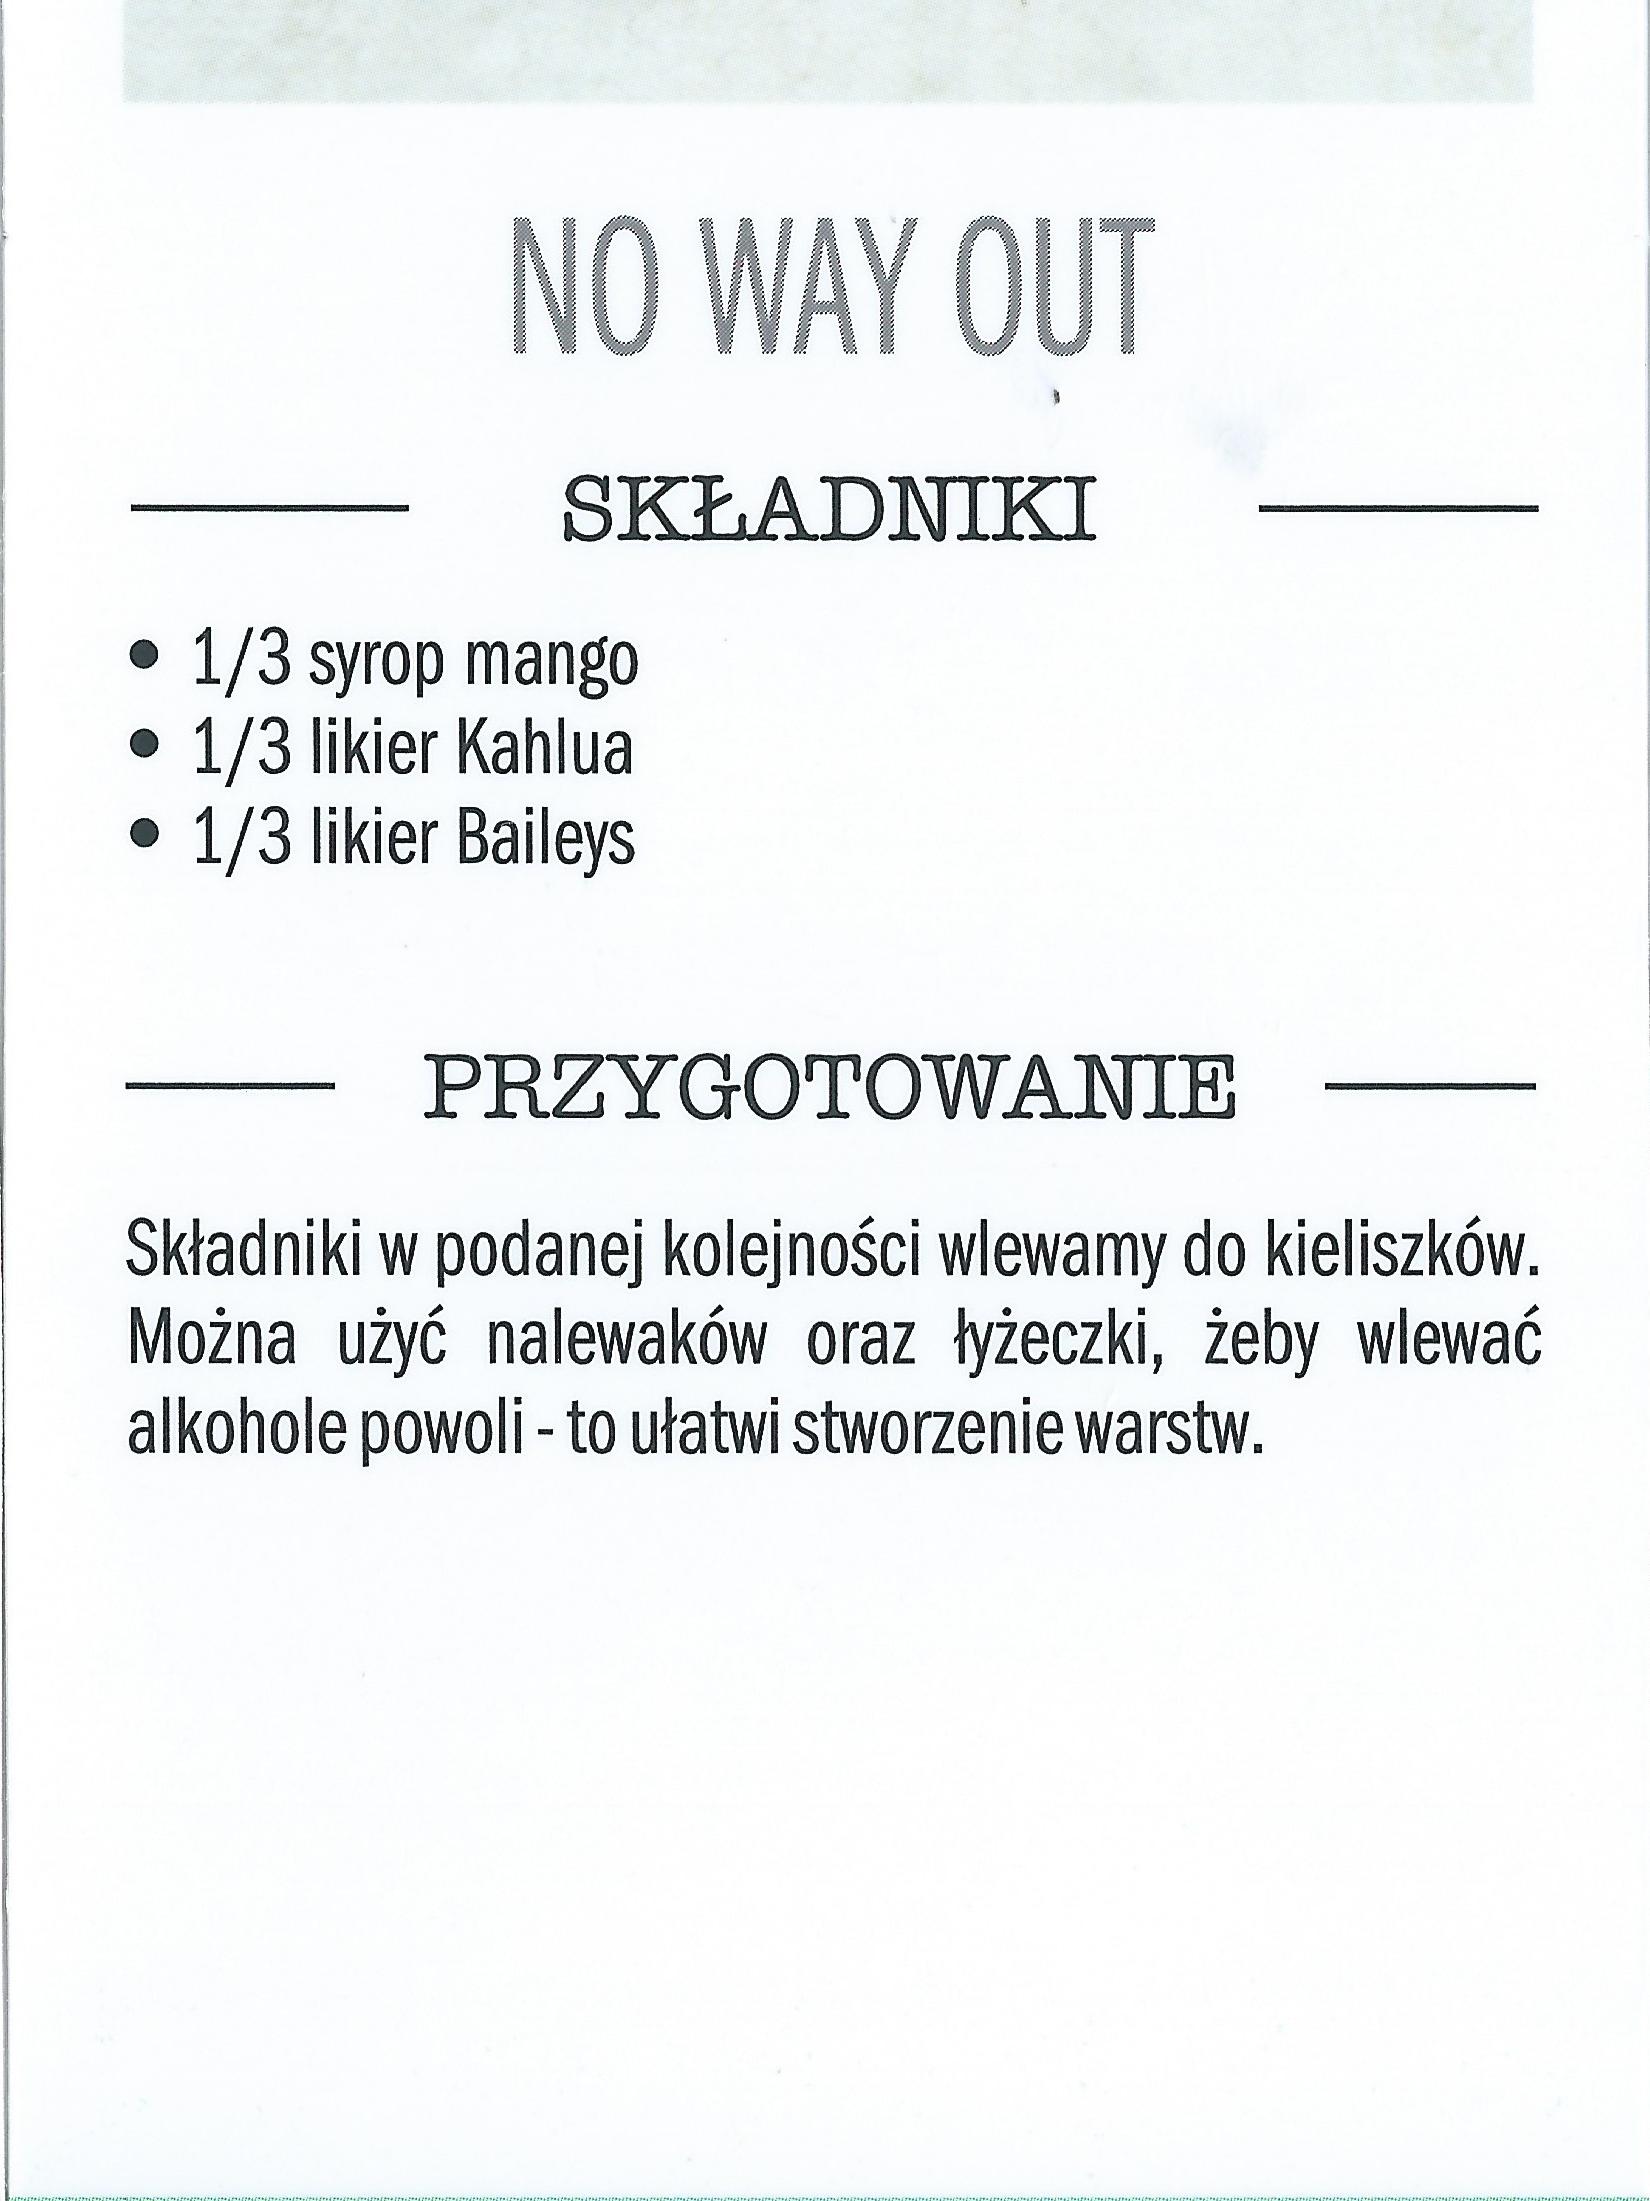 NO WAY OUT
SKŁADNIKI
• 1/3 syrop mango
• 1/3 likier Kahlua
• 1/3 likier Baileys
PRZYGOTOWANIE
Składniki w podanej kolejności wlewamy do kieliszków.
Można użyć nalewaków oraz łyżeczki, żeby wlewać
alkohole powoli - to ułatwi stworzenie warstw.